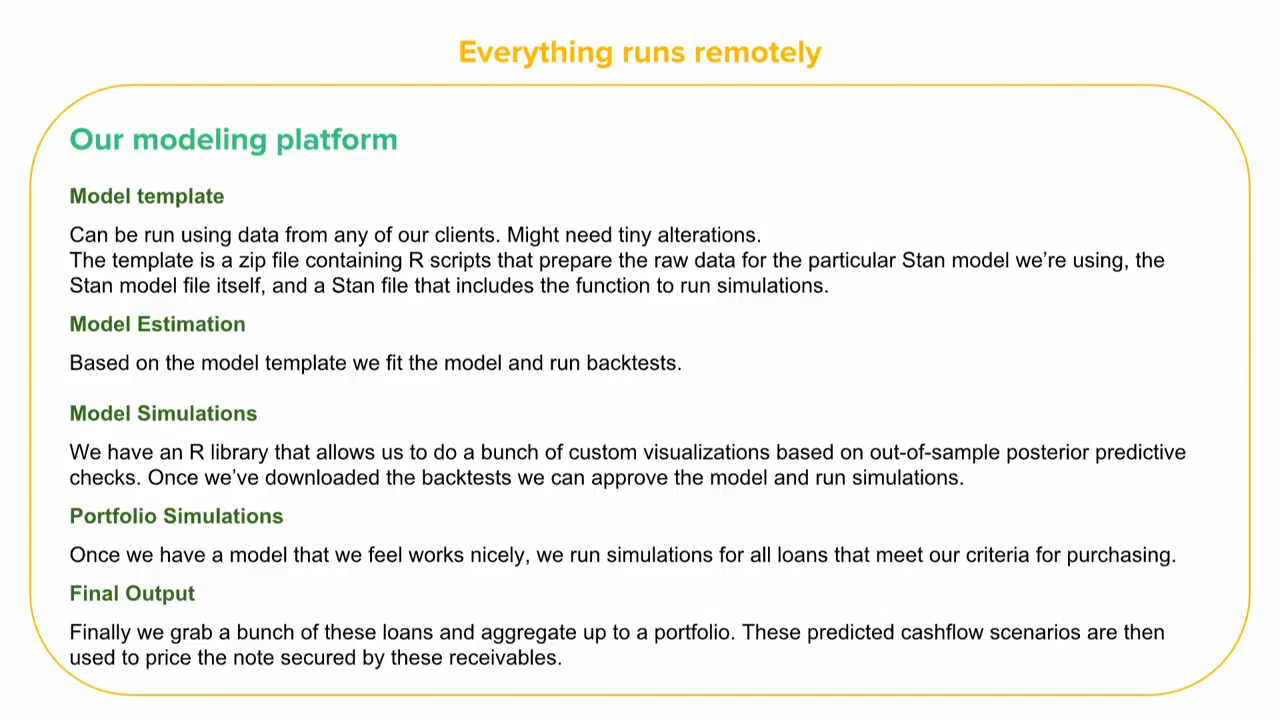 Everything runs remotely
Our modeling platform
Model template
Can be run using data from any of our clients. Might need tiny alterations.
The template is a zip file containing R scripts that prepare the raw data for the particular Stan model we’re using, the
Stan model file itself, and a Stan file that includes the function to run simulations.
Model Estimation
Based on the model template we fit the model and run backtests.
Model Simulations
We have an R library that allows us to do a bunch of custom visualizations based on out-of-sample posterior predictive
checks. Once we’ve downloaded the backtests we can approve the model and run simulations.
Portfolio Simulations
Once we have a model that we feel works nicely, we run simulations for all loans that meet our criteria for purchasing.
Final Output
Finally we grab a bunch of these loans and aggregate up to a portfolio. These predicted cashflow scenarios are then
used to price the note secured by these receivables.